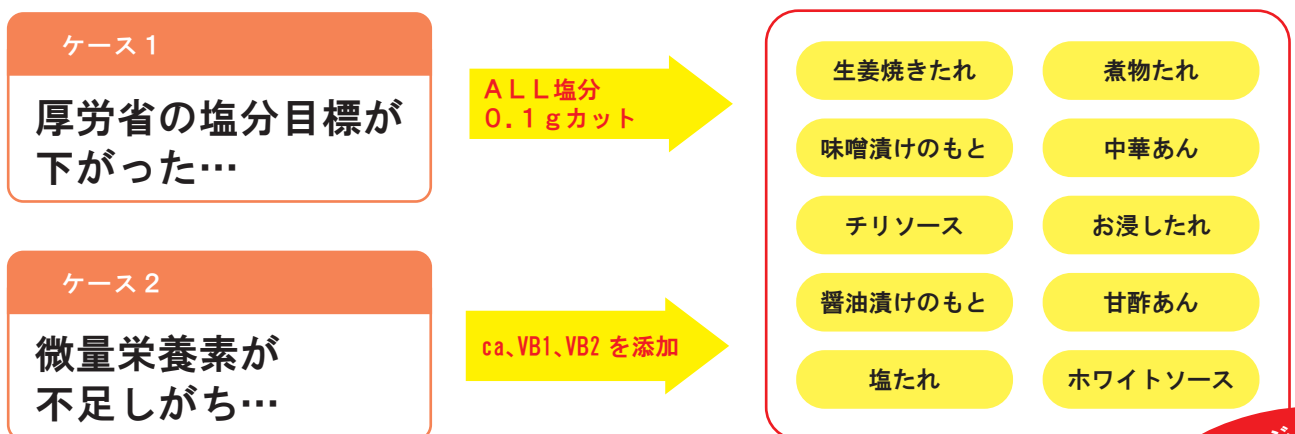 ケース１
厚労省の塩分目標が
下がった…
ＡＬＬ塩分
０.１ｇカット
ケース２
微量栄養素が
不足しがち…
ca、VB1、VB2 を添加
生姜焼きたれ
煮物たれ
味噌漬けのもと
中華あん
チリソース
お浸したれ
醤油漬けのもと
甘酢あん
塩たれ
ホワイトソース